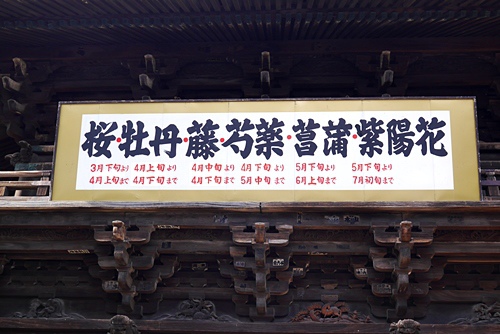 桜・牡丹・藤・芍薬・菖蒲・紫陽花
3月下旬より 4月上旬より 4月中旬より 4月下旬より 5月下旬より 5月下旬より
4月上旬まで 4月下旬まで 4月下旬まで 5月中旬まで 6月上旬まで 7月初旬まで